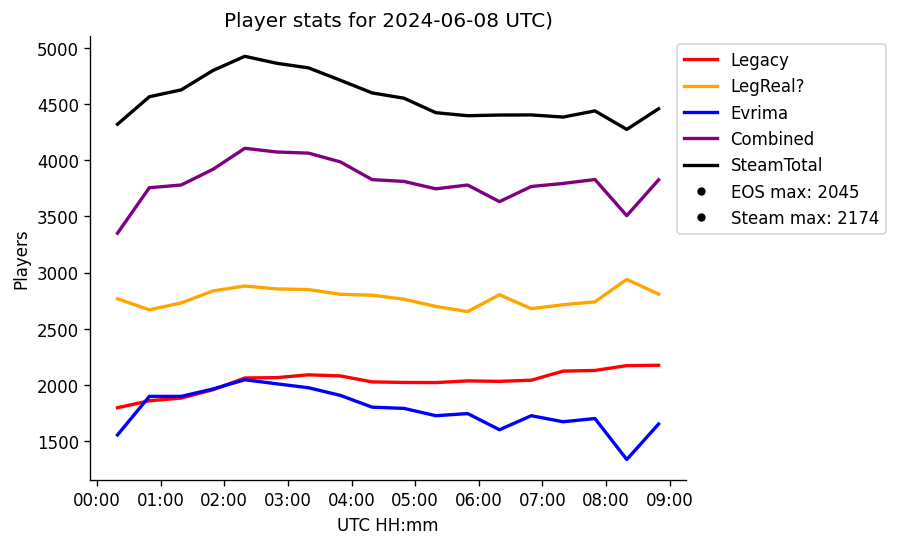 Player stats for 2024-06-08 UTC)
5000
4500
4000
3500
3000
2500
2000
1500
Players
00:00 01:00 02:00 03:00 04:00 05:00 06:00 07:00 08:00 09:00
UTC HH:mm
Legacy
LegReal?
Evrima
Combined
SteamTotal
EOS max: 2045
Steam max: 2174